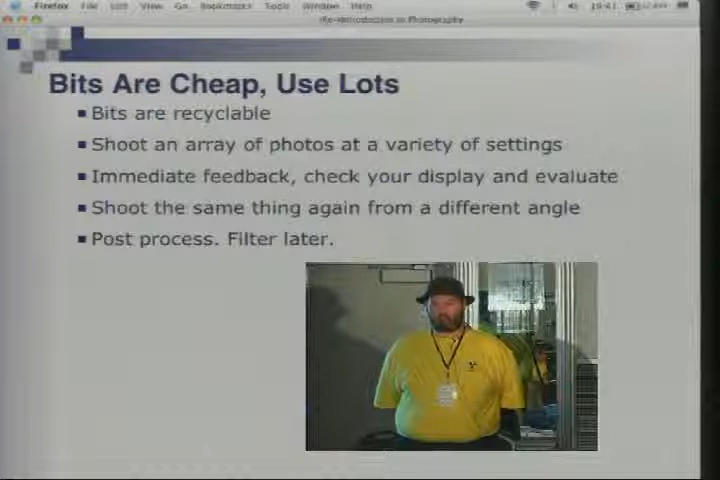 Firefox File Edit View Go Bookmarks Tools Window Help
(Re-)Introduction to Photography
Bits Are Cheap, Use Lots
Bits are recyclable
Shoot an array of photos at a variety of settings
Immediate feedback, check your display and evaluate
Shoot the same thing again from a different angle
Post process. Filter later.